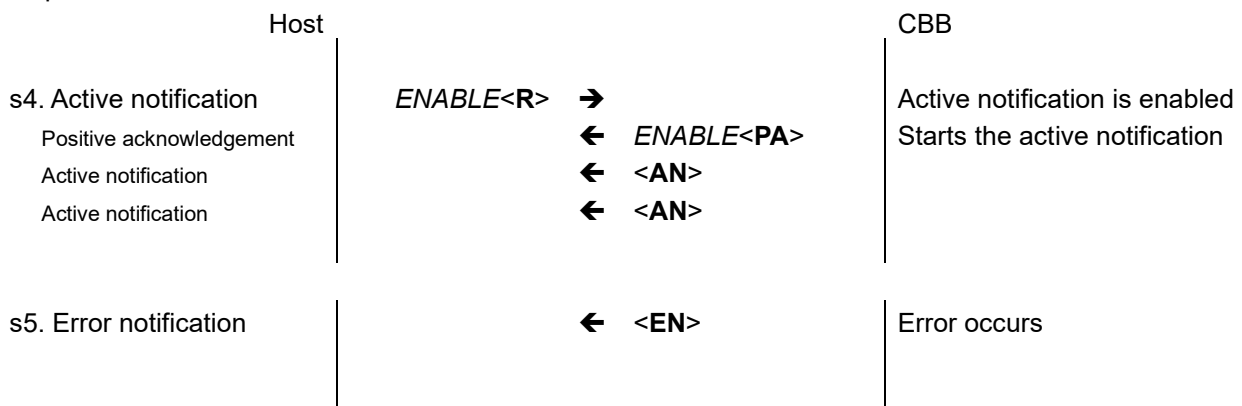 Host CBB
s4. Active notification ENABLE<R> ➔ Active notification is enabled
Positive acknowledgement 🡨 ENABLE<PA> Starts the active notification
Active notification 🡨 <AN>
Active notification 🡨 <AN>
s5. Error notification 🡨 <EN> Error occurs